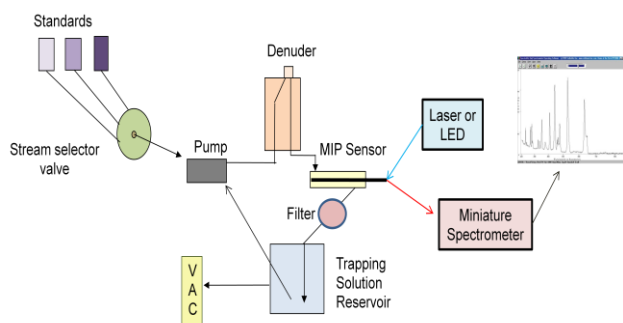 Standards
Denuder
Laser or
LED
Stream selector
valve
Pump
MIP Sensor
Filter
Miniature
Spectrometer
Trapping
Solution
Reservoir
V
A
C